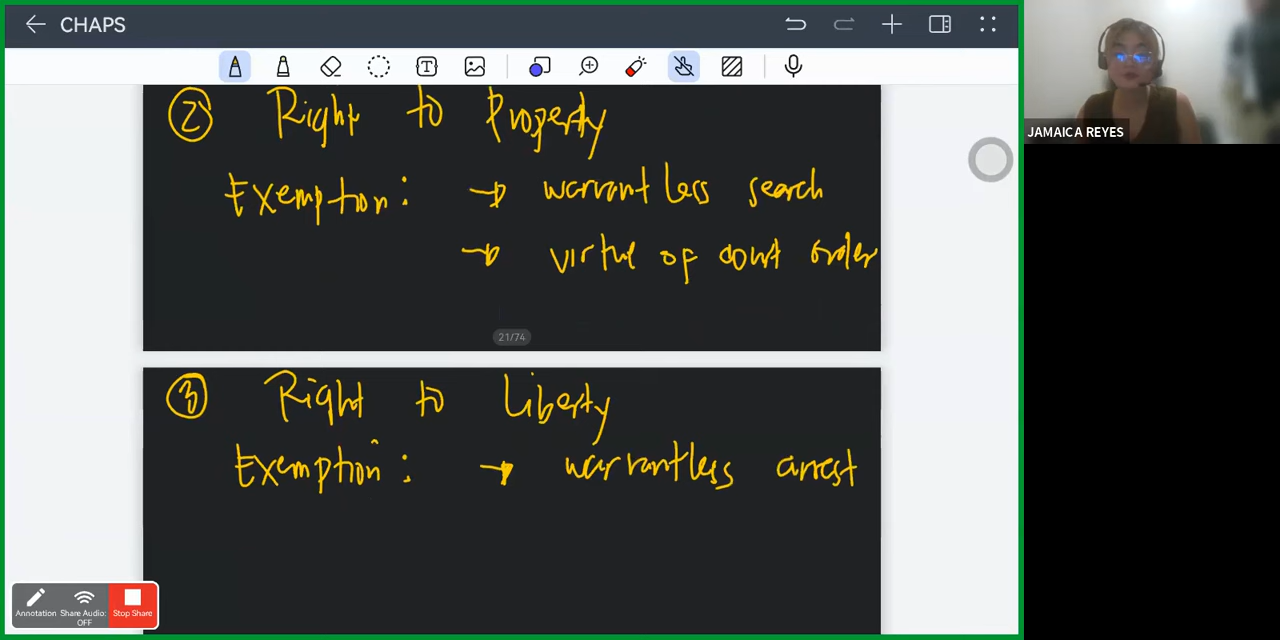 CHAPS
JAMAICA REYES
② Right to Property
Exemption: → warrantless search
→ virtue of court order
21/74
③ Right to Liberty
Exemption: → warrantless arrest
Annotation
Share Audio: OFF
Stop Share